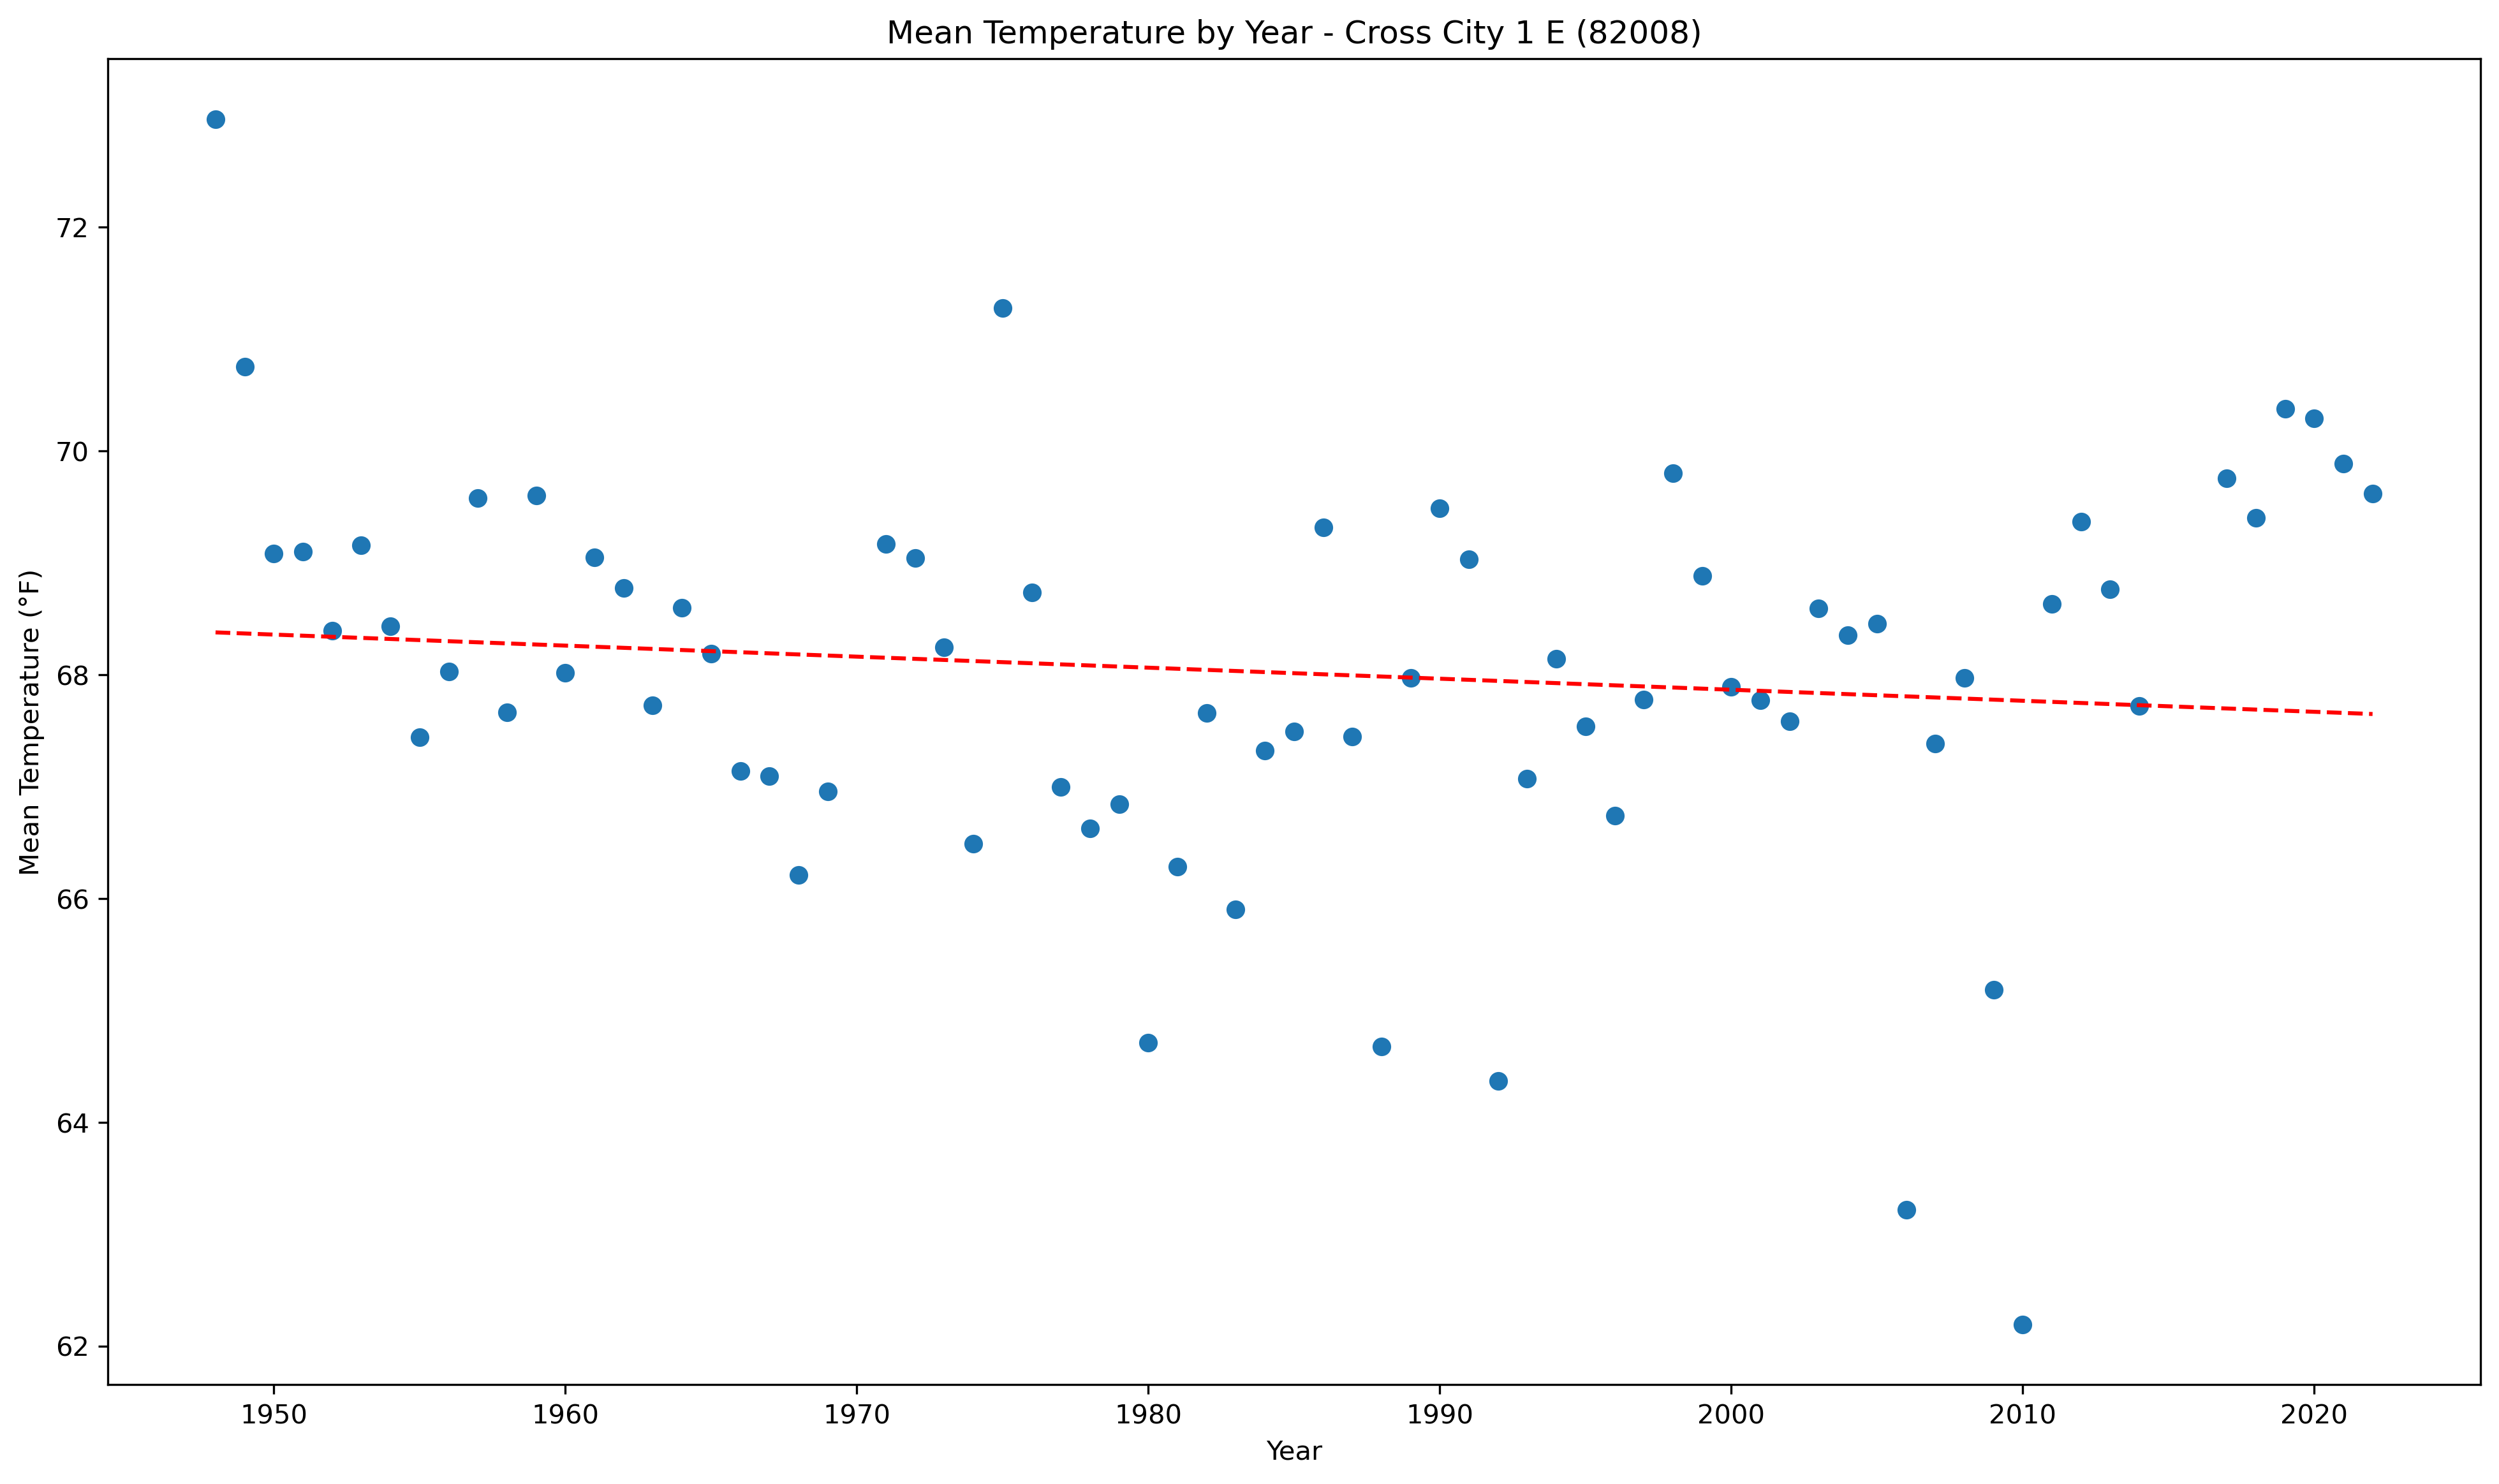 Mean Temperature by Year - Cross City 1 E (82008)
Mean Temperature (°F)
72
70
68
66
64
62
1950 1960 1970 1980 1990 2000 2010 2020
Year